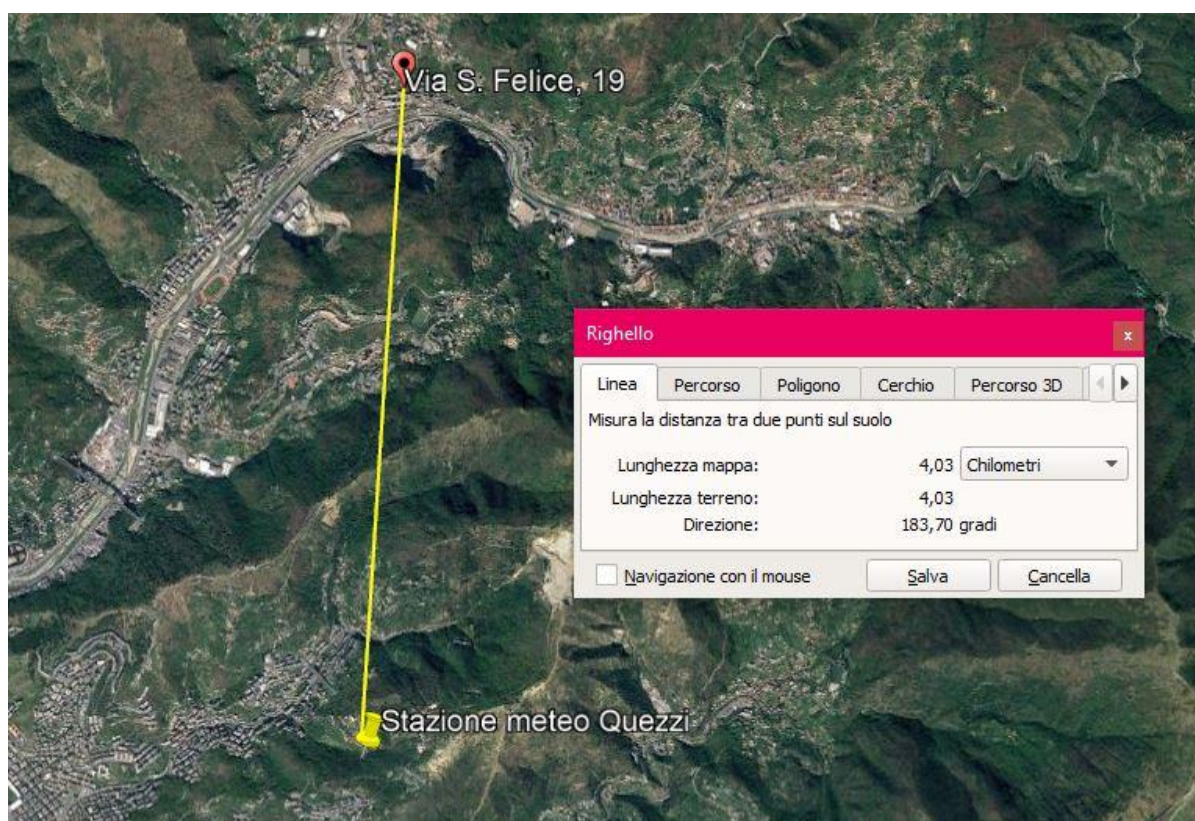 Via S. Felice, 19
Righello
x
Linea Percorso Poligono Cerchio Percorso 3D
Misura la distanza tra due punti sul suolo
Lunghezza mappa: 4,03 Chilometri
Lunghezza terreno: 4,03
Direzione: 183,70 gradi
Navigazione con il mouse Salva Cancella
Stazione meteo Quezzi